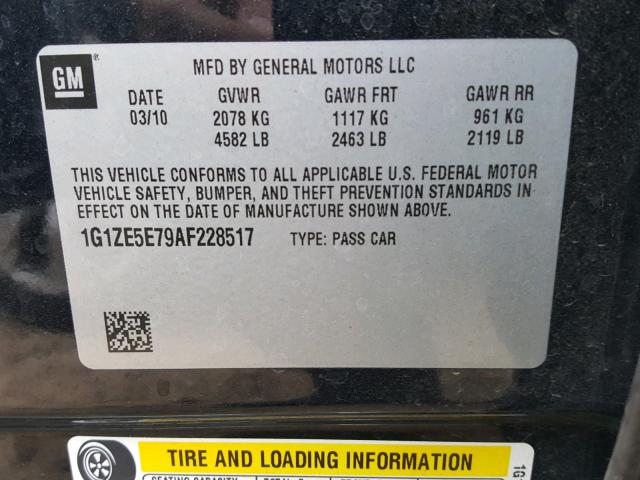 GM
MFD BY GENERAL MOTORS LLC
DATE GVWR GAWR FRT GAWR RR
03/10 2078 KG 1117 KG 961 KG
4582 LB 2463 LB 2119 LB
THIS VEHICLE CONFORMS TO ALL APPLICABLE U.S. FEDERAL MOTOR
VEHICLE SAFETY, BUMPER, AND THEFT PREVENTION STANDARDS IN
EFFECT ON THE DATE OF MANUFACTURE SHOWN ABOVE.
1G1ZE5E79AF228517 TYPE: PASS CAR
TIRE AND LOADING INFORMATION